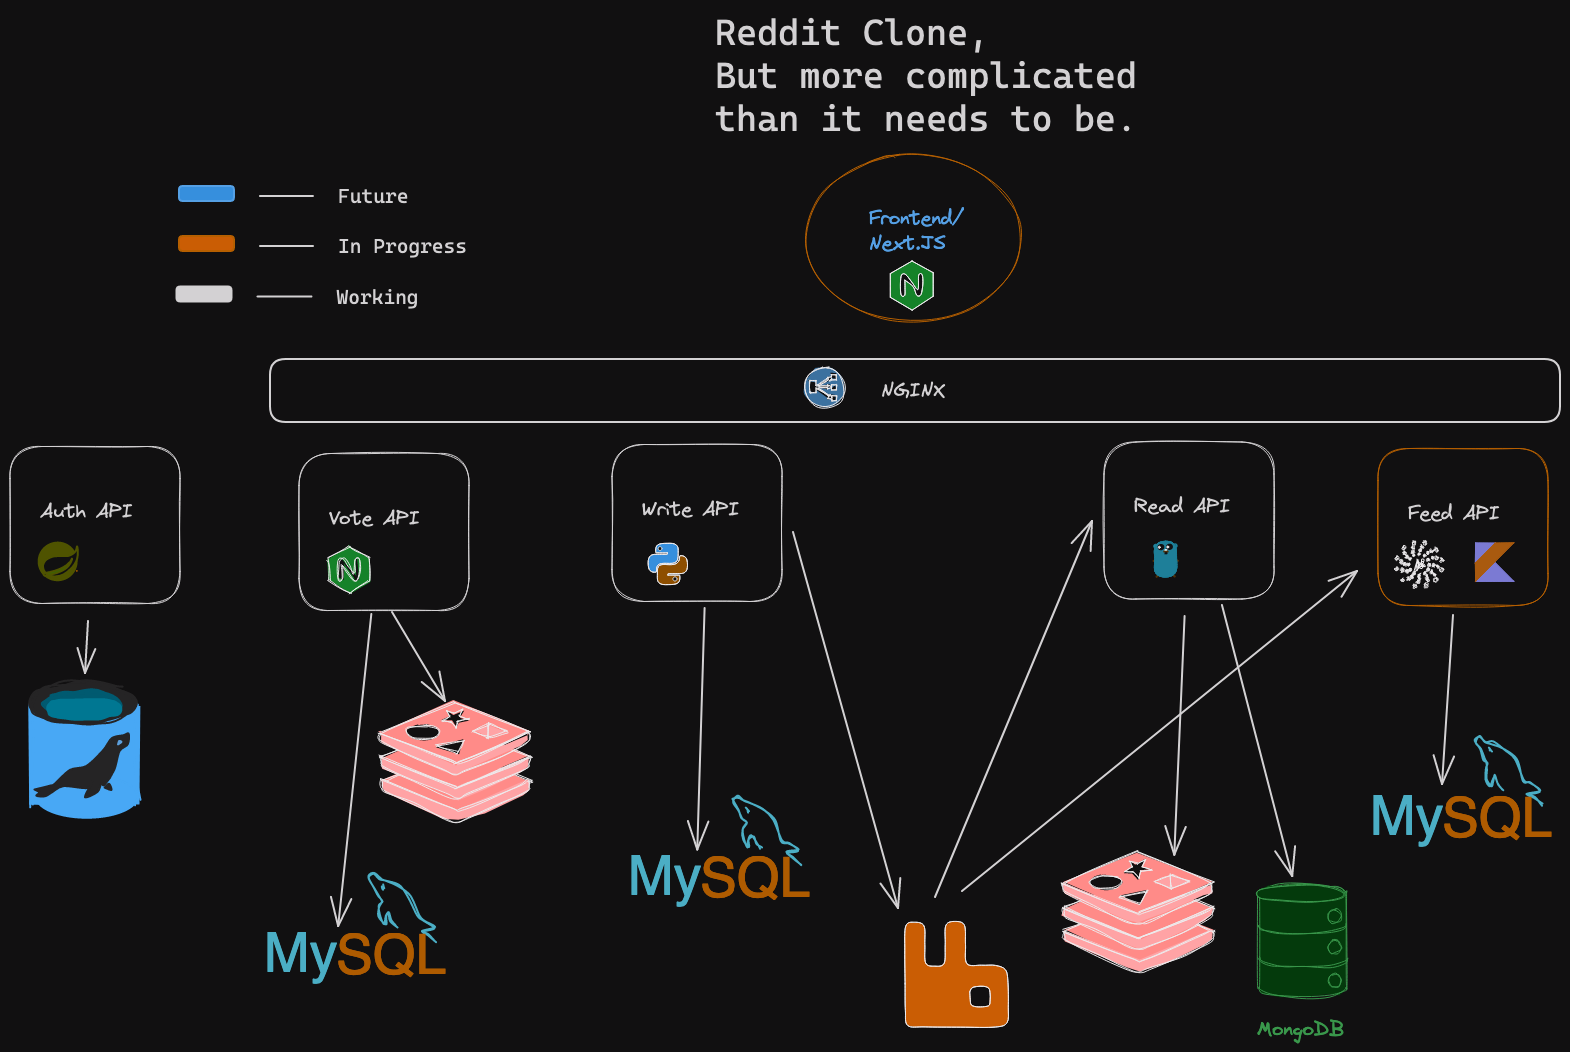 Reddit Clone,
But more complicated
than it needs to be.
Future
In Progress
Working
Frontend/
Next.JS
N
NGINX
Auth API
Vote API
N
Write API
Read API
Feed API
MySQL
MySQL
MySQL
MongoDB